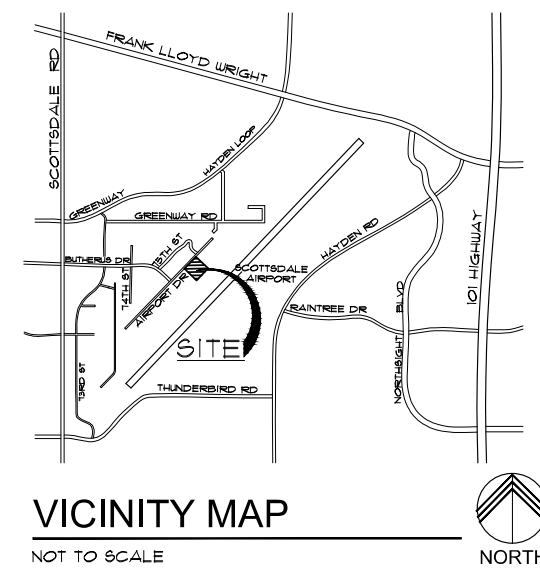 FRANK LLOYD WRIGHT
SCOTTSDALE RD
HAYDEN LOOP
GREENWAY
GREENWAY RD
15TH ST
HAYDEN RD
BUTHERUS DR
74TH ST
AIRPORT DR
SCOTTSDALE
AIRPORT
101 HIGHWAY
RAINTREE DR
NORTHSIGHT BLVD
SITE
73RD ST
THUNDERBIRD RD
VICINITY MAP
NOT TO SCALE
NORTH